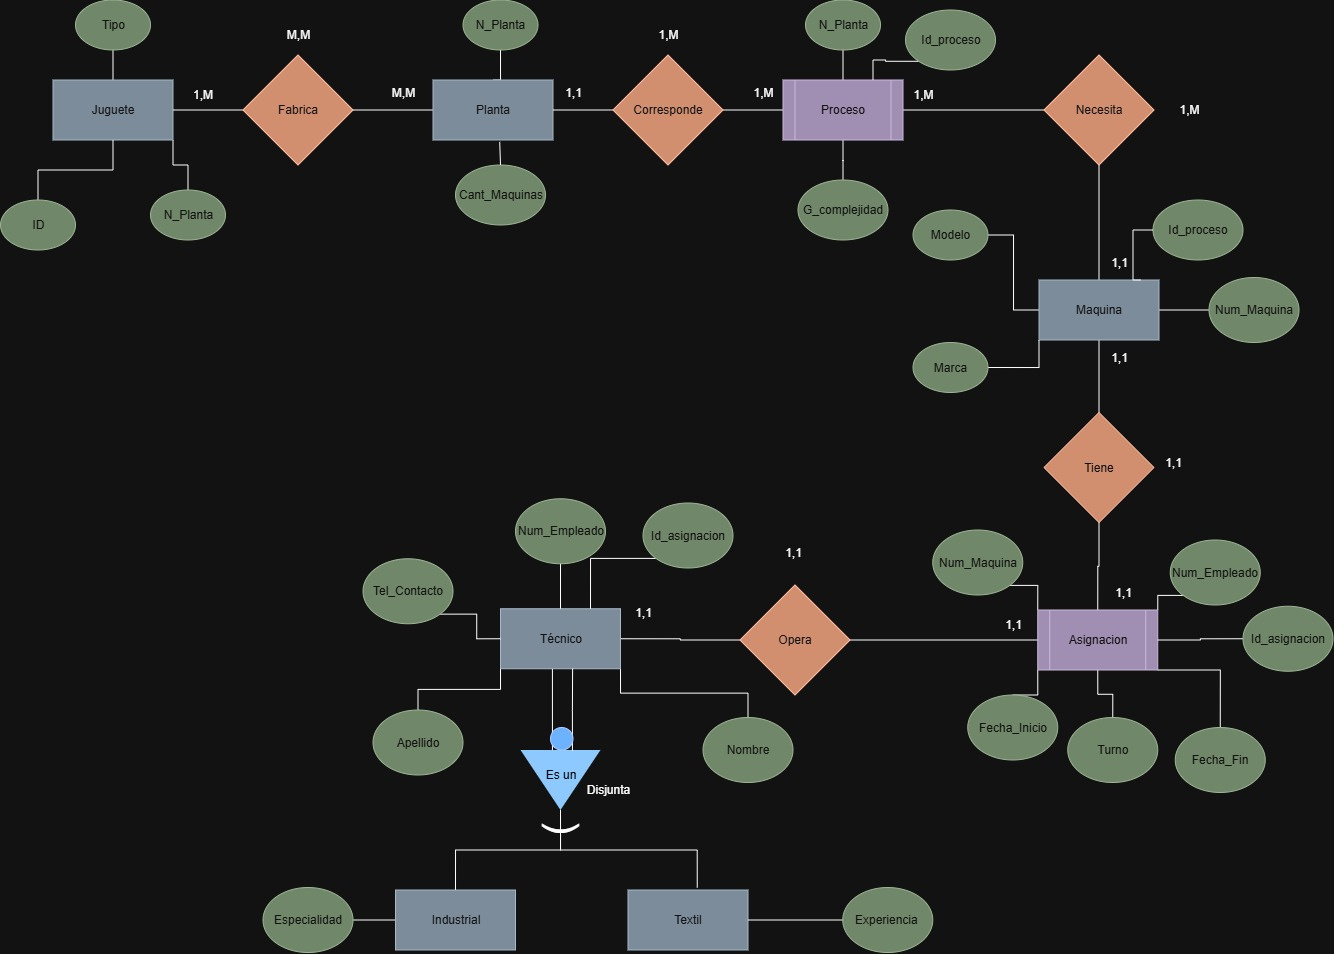 Tipo
N_Planta
N_Planta
Id_proceso
M,M
1,M
Juguete
1,M
Fabrica
M,M
Planta
1,1
Corresponde
1,M
Proceso
1,M
Necesita
1,M
ID
N_Planta
Cant_Maquinas
G_complejidad
Modelo
Id_proceso
1,1
Maquina
Num_Maquina
Marca
1,1
Tiene
1,1
Num_Empleado
Id_asignacion
1,1
Num_Maquina
Num_Empleado
Tel_Contacto
1,1
1,1
1,1
Técnico
Opera
Asignacion
Id_asignacion
Apellido
Nombre
Fecha_Inicio
Turno
Fecha_Fin
Es un
Disjunta
Especialidad
Industrial
Textil
Experiencia